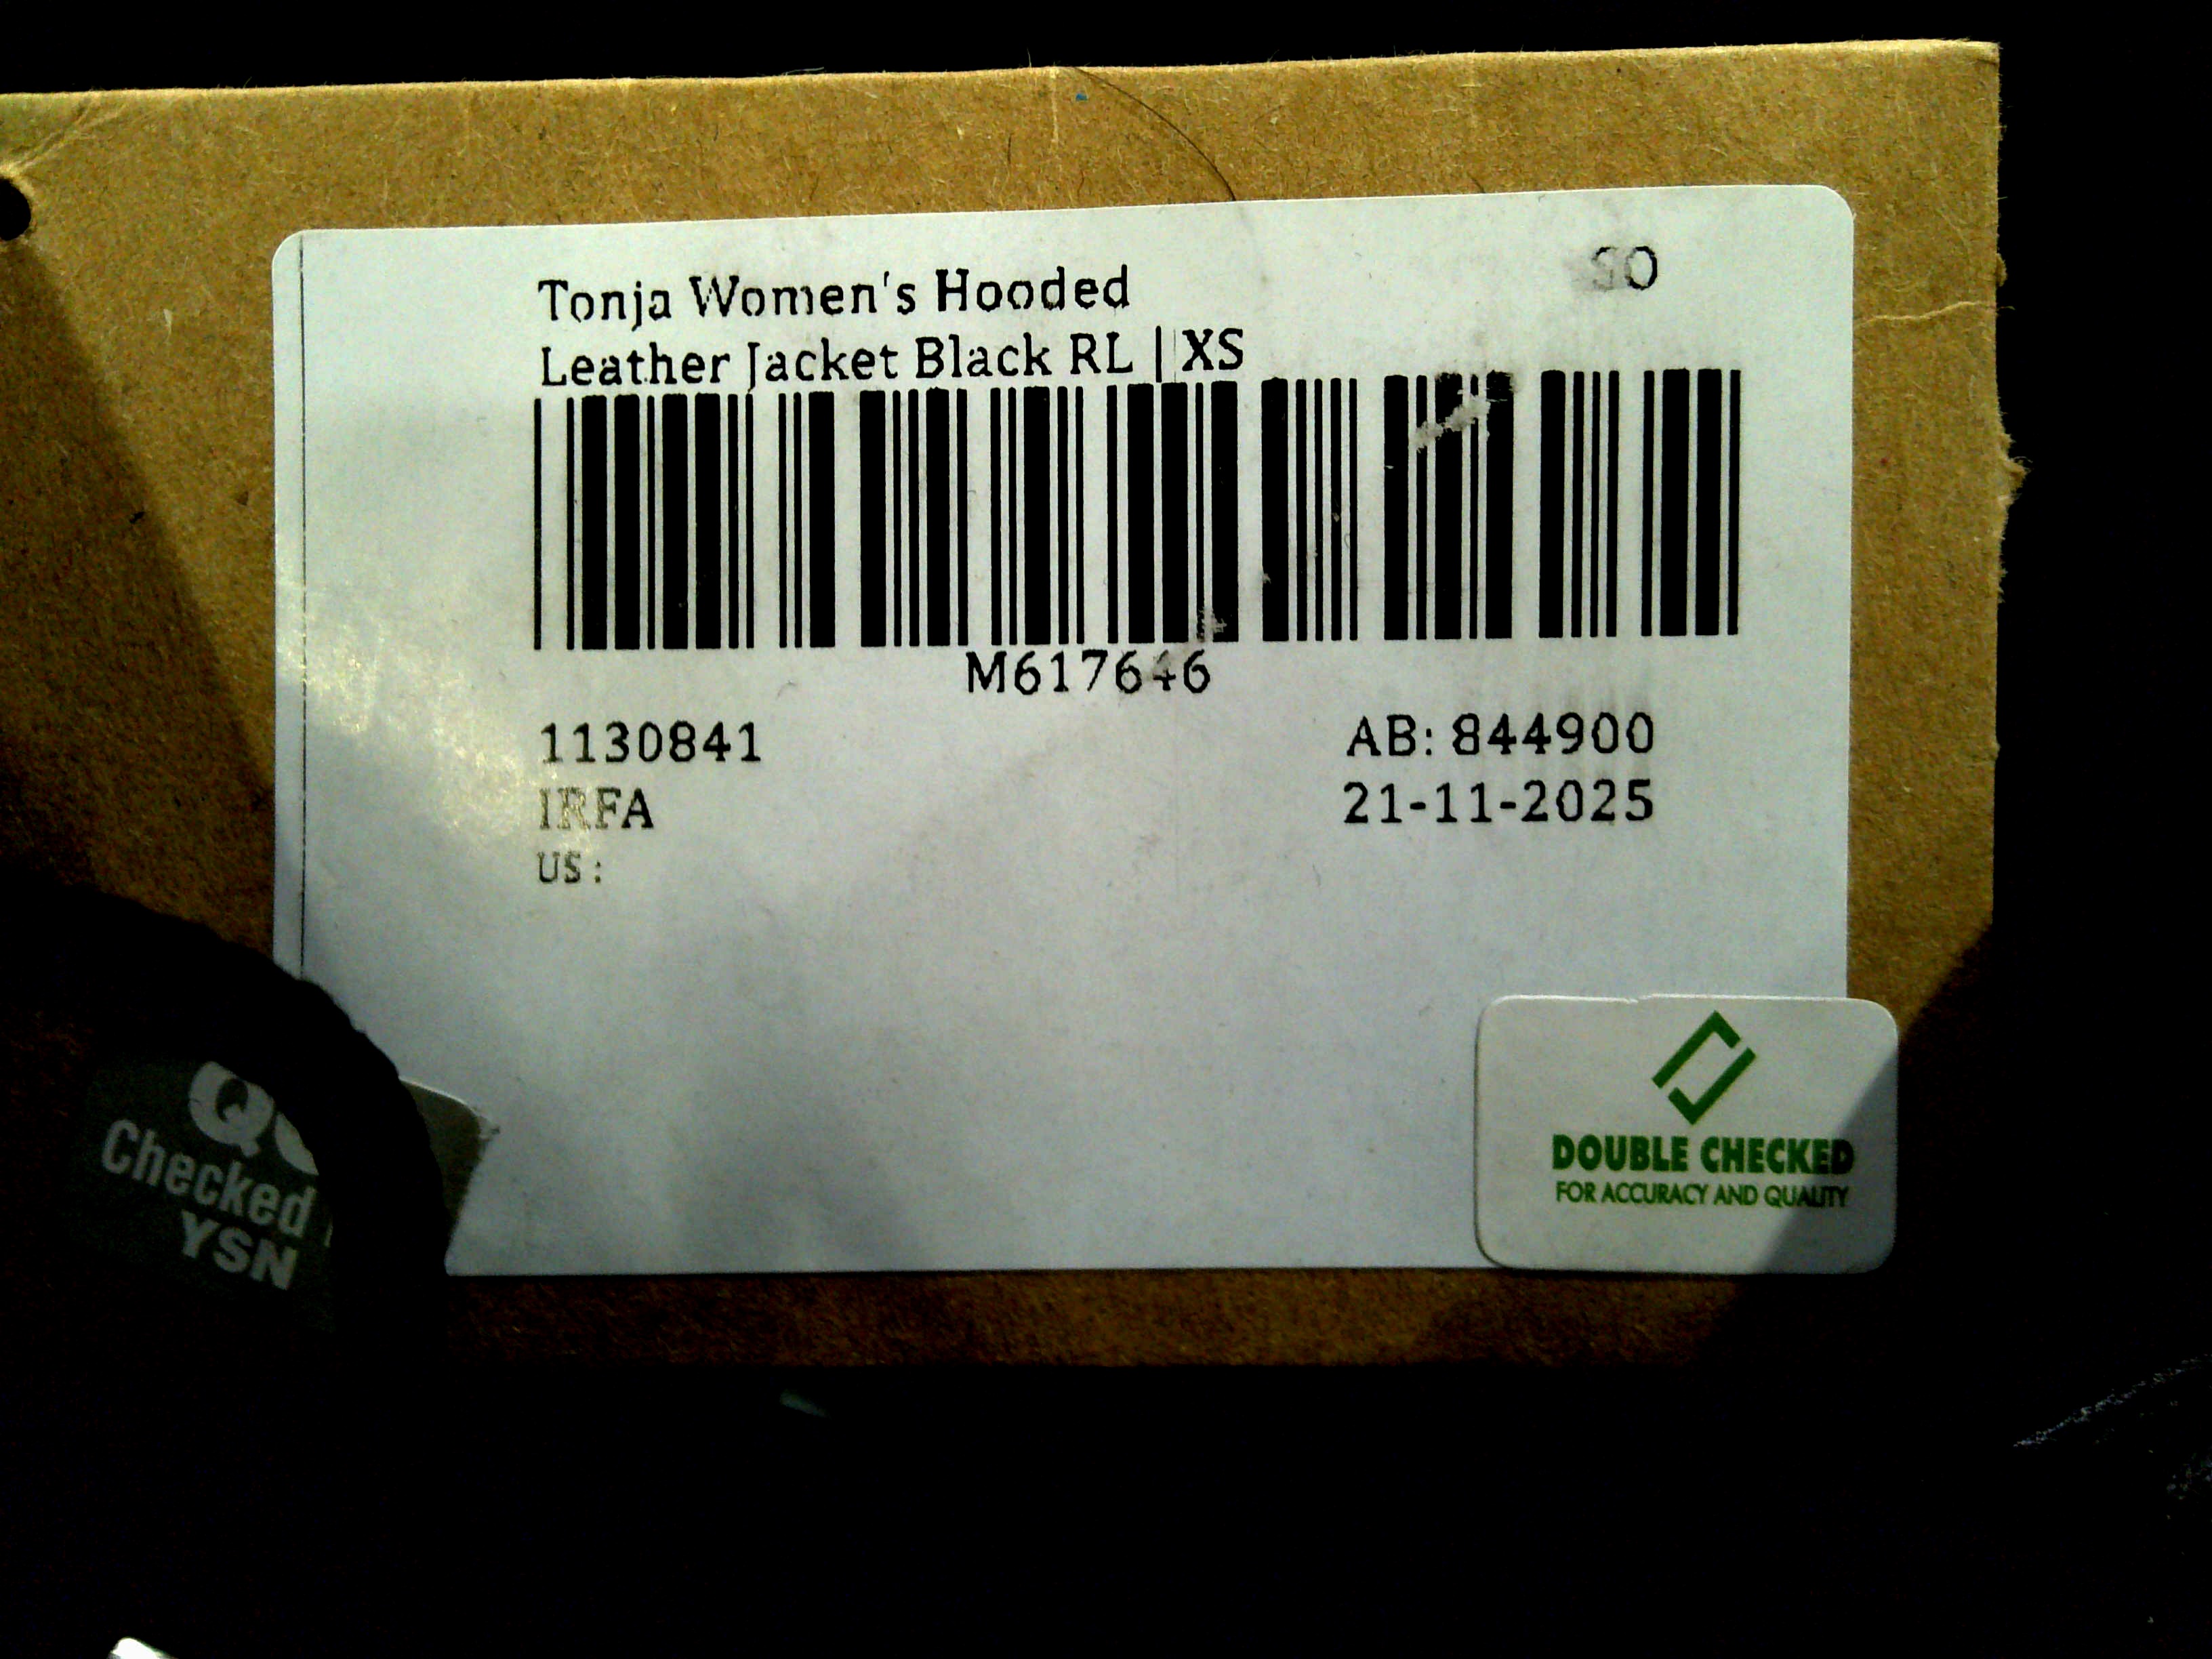 Tonja Women's Hooded
SO
Leather Jacket Black RL | XS
M617646
1130841
AB: 844900
IRFA
21-11-2025
US:
Checked
YSN
DOUBLE CHECKED
FOR ACCURACY AND QUALITY